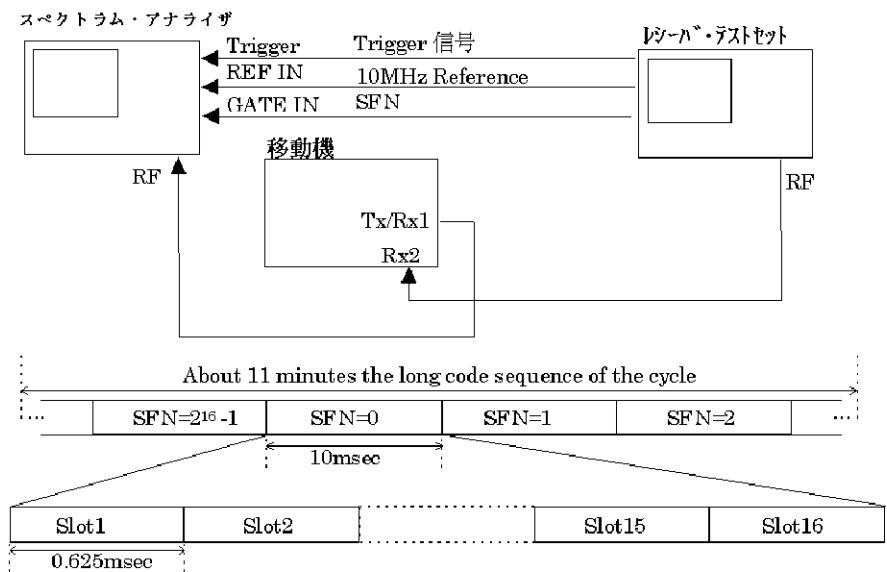 スペクトラム・アナライザ
レシーバ・テストセット
Trigger
Trigger 信号
REF IN
10MHz Reference
GATE IN
SFN
移動機
RF
RF
Tx/Rx1
Rx2
About 11 minutes the long code sequence of the cycle
... SFN=2¹⁶-1 SFN=0 SFN=1 SFN=2 ...
10msec
Slot1 Slot2 Slot15 Slot16
0.625msec